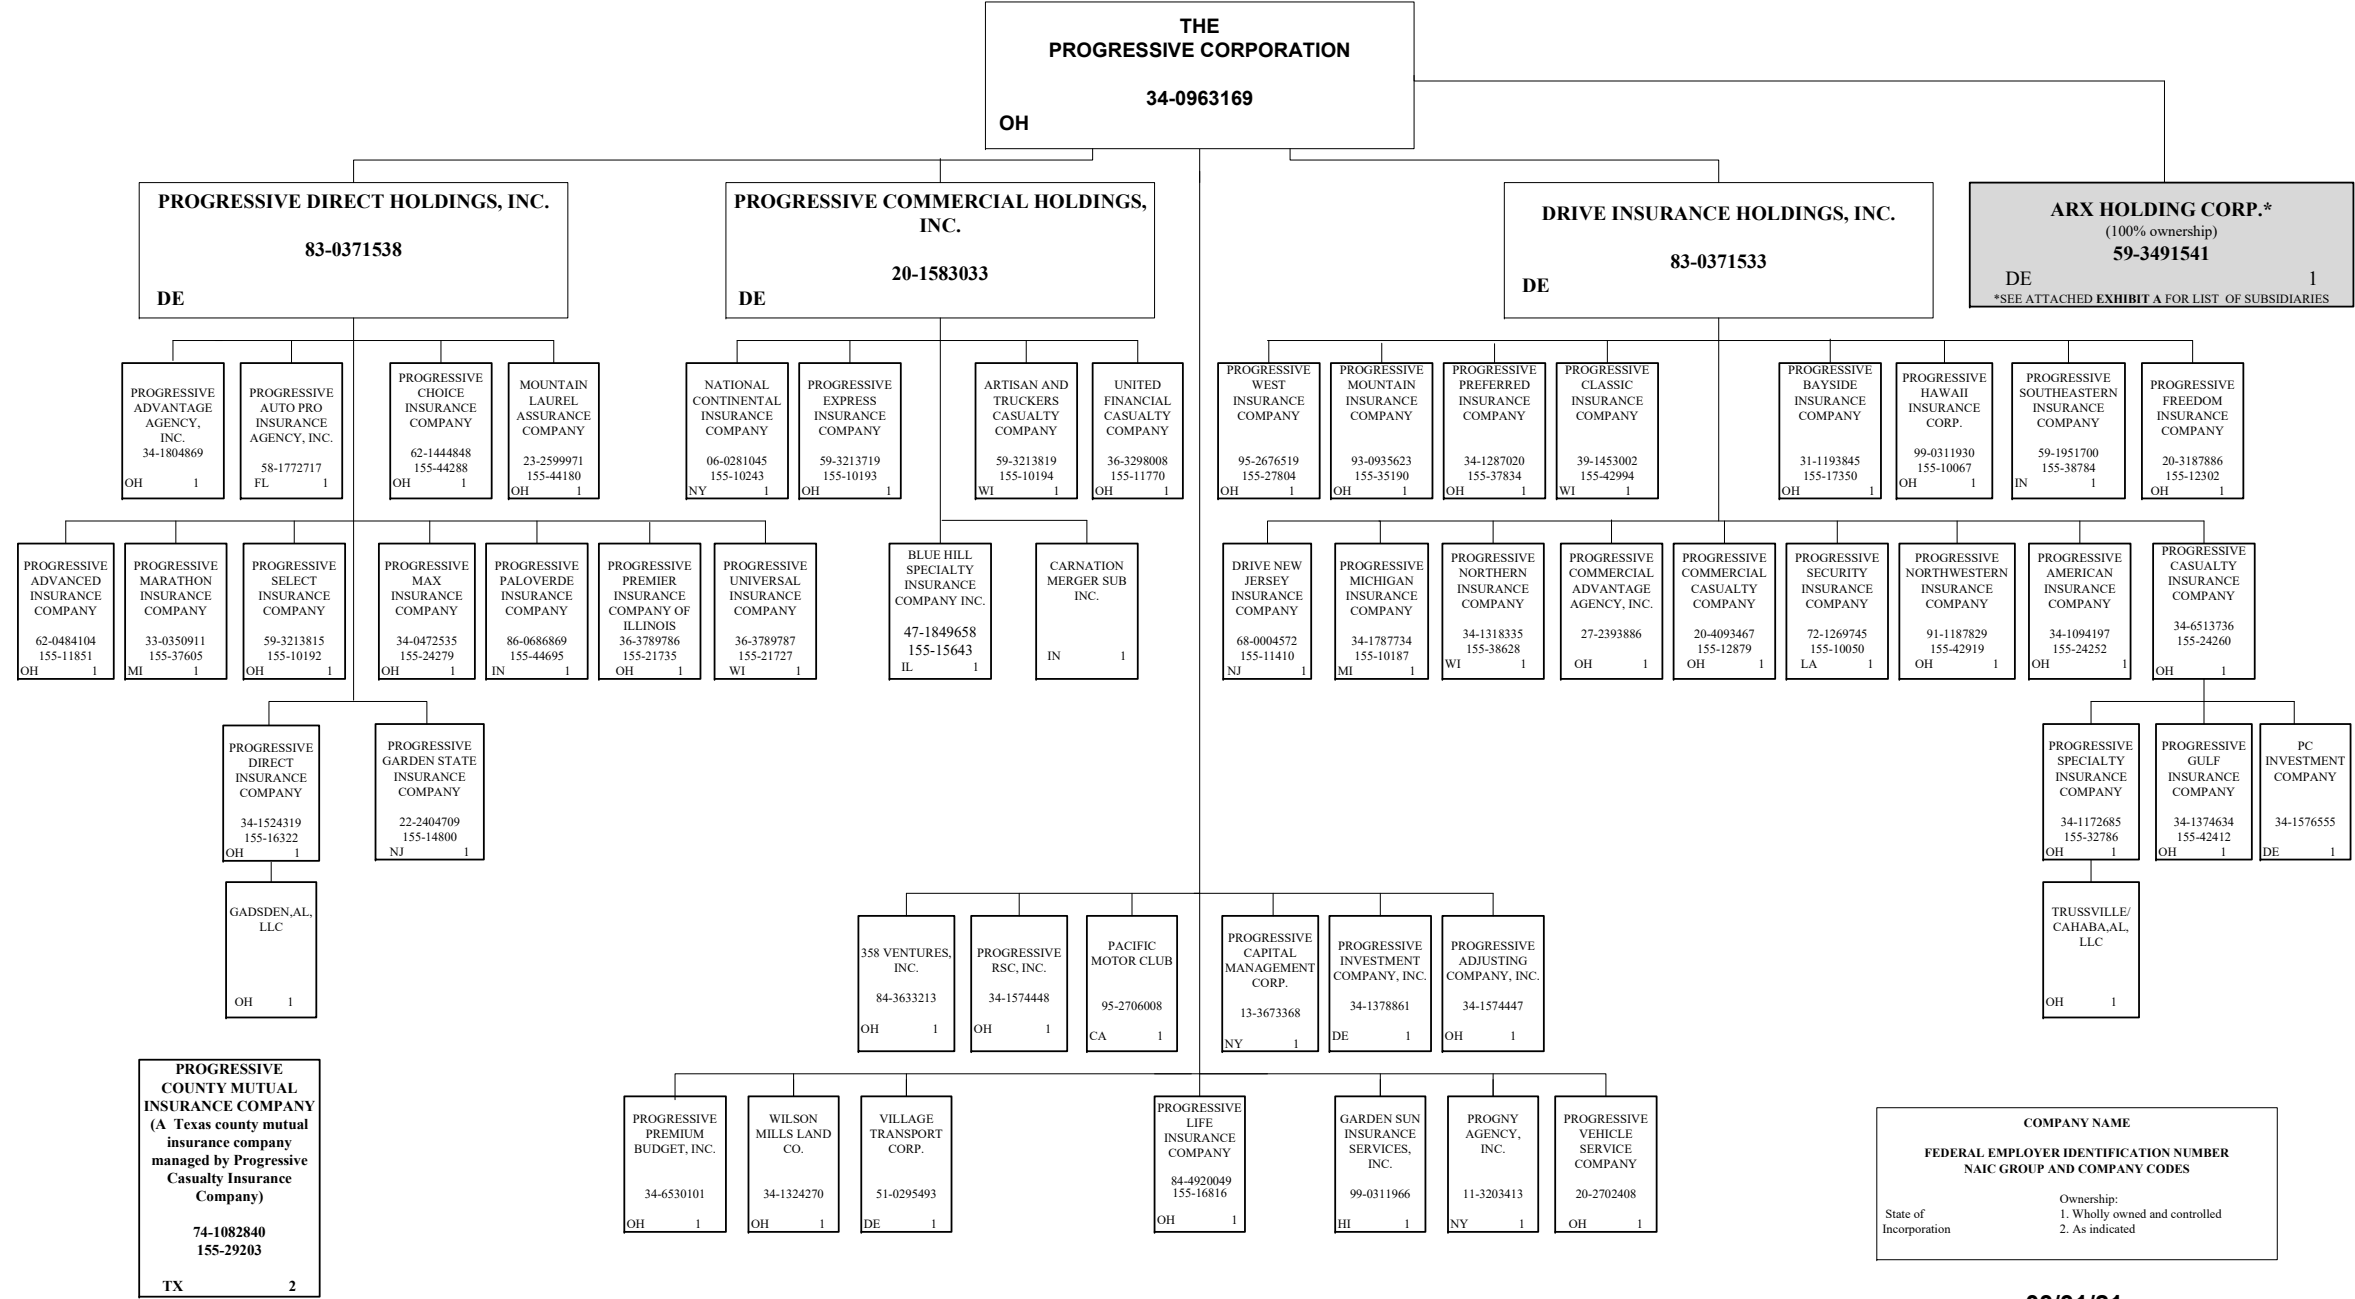 THE
PROGRESSIVE CORPORATION
34-0963169
OH
PROGRESSIVE DIRECT HOLDINGS, INC.
83-0371538
DE
PROGRESSIVE COMMERCIAL HOLDINGS,
INC.
20-1583033
DE
DRIVE INSURANCE HOLDINGS, INC.
83-0371533
DE
ARX HOLDING CORP.*
(100% ownership)
59-3491541
DE 1
*SEE ATTACHED EXHIBIT A FOR LIST OF SUBSIDIARIES
PROGRESSIVE
ADVANTAGE
AGENCY,
INC.
34-1804869
OH 1
PROGRESSIVE
AUTO PRO
INSURANCE
AGENCY, INC.
58-1772717
FL 1
PROGRESSIVE
CHOICE
INSURANCE
COMPANY
62-1444848
155-44288
OH 1
MOUNTAIN
LAUREL
ASSURANCE
COMPANY
23-2599971
155-44180
OH 1
NATIONAL
CONTINENTAL
INSURANCE
COMPANY
06-0281045
155-10243
NY 1
PROGRESSIVE
EXPRESS
INSURANCE
COMPANY
59-3213719
155-10193
OH 1
ARTISAN AND
TRUCKERS
CASUALTY
COMPANY
59-3213819
155-10194
WI 1
UNITED
FINANCIAL
CASUALTY
COMPANY
36-3298008
155-11770
OH 1
PROGRESSIVE
WEST
INSURANCE
COMPANY
95-2676519
155-27804
OH 1
PROGRESSIVE
MOUNTAIN
INSURANCE
COMPANY
93-0935623
155-35190
OH 1
PROGRESSIVE
PREFERRED
INSURANCE
COMPANY
34-1287020
155-37834
OH 1
PROGRESSIVE
CLASSIC
INSURANCE
COMPANY
39-1453002
155-42994
WI 1
PROGRESSIVE
BAYSIDE
INSURANCE
COMPANY
31-1193845
155-17350
OH 1
PROGRESSIVE
HAWAII
INSURANCE
CORP.
99-0311930
155-10067
OH 1
PROGRESSIVE
SOUTHEASTERN
INSURANCE
COMPANY
59-1951700
155-38784
IN 1
PROGRESSIVE
FREEDOM
INSURANCE
COMPANY
20-3187886
155-12302
OH 1
PROGRESSIVE
ADVANCED
INSURANCE
COMPANY
62-0484104
155-11851
OH 1
PROGRESSIVE
MARATHON
INSURANCE
COMPANY
33-0350911
155-37605
MI 1
PROGRESSIVE
SELECT
INSURANCE
COMPANY
59-3213815
155-10192
OH 1
PROGRESSIVE
MAX
INSURANCE
COMPANY
34-0472535
155-24279
OH 1
PROGRESSIVE
PALOVERDE
INSURANCE
COMPANY
86-0686869
155-44695
IN 1
PROGRESSIVE
PREMIER
INSURANCE
COMPANY OF
ILLINOIS
36-3789786
155-21735
OH 1
PROGRESSIVE
UNIVERSAL
INSURANCE
COMPANY
36-3789787
155-21727
WI 1
BLUE HILL
SPECIALTY
INSURANCE
COMPANY INC.
47-1849658
155-15643
IL 1
CARNATION
MERGER SUB
INC.
IN 1
DRIVE NEW
JERSEY
INSURANCE
COMPANY
68-0004572
155-11410
NJ 1
PROGRESSIVE
MICHIGAN
INSURANCE
COMPANY
34-1787734
155-10187
MI 1
PROGRESSIVE
NORTHERN
INSURANCE
COMPANY
34-1318335
155-38628
WI 1
PROGRESSIVE
COMMERCIAL
ADVANTAGE
AGENCY, INC.
27-2393886
OH 1
PROGRESSIVE
COMMERCIAL
CASUALTY
COMPANY
20-4093467
155-12879
OH 1
PROGRESSIVE
SECURITY
INSURANCE
COMPANY
72-1269745
155-10050
LA 1
PROGRESSIVE
NORTHWESTERN
INSURANCE
COMPANY
91-1187829
155-42919
OH 1
PROGRESSIVE
AMERICAN
INSURANCE
COMPANY
34-1094197
155-24252
OH 1
PROGRESSIVE
CASUALTY
INSURANCE
COMPANY
34-6513736
155-24260
OH 1
PROGRESSIVE
DIRECT
INSURANCE
COMPANY
34-1524319
155-16322
OH 1
PROGRESSIVE
GARDEN STATE
INSURANCE
COMPANY
22-2404709
155-14800
NJ 1
PROGRESSIVE
SPECIALTY
INSURANCE
COMPANY
34-1172685
155-32786
OH 1
PROGRESSIVE
GULF
INSURANCE
COMPANY
34-1374634
155-42412
OH 1
PC
INVESTMENT
COMPANY
34-1576555
DE 1
GADSDEN,AL,
LLC
OH 1
TRUSSVILLE/
CAHABA,AL,
LLC
OH 1
358 VENTURES,
INC.
84-3633213
OH 1
PROGRESSIVE
RSC, INC.
34-1574448
OH 1
PACIFIC
MOTOR CLUB
95-2706008
CA 1
PROGRESSIVE
CAPITAL
MANAGEMENT
CORP.
13-3673368
NY 1
PROGRESSIVE
INVESTMENT
COMPANY, INC.
34-1378861
DE 1
PROGRESSIVE
ADJUSTING
COMPANY, INC.
34-1574447
OH 1
PROGRESSIVE
COUNTY MUTUAL
INSURANCE COMPANY
(A Texas county mutual
insurance company
managed by Progressive
Casualty Insurance
Company)
74-1082840
155-29203
TX 2
PROGRESSIVE
PREMIUM
BUDGET, INC.
34-6530101
OH 1
WILSON
MILLS LAND
CO.
34-1324270
OH 1
VILLAGE
TRANSPORT
CORP.
51-0295493
DE 1
PROGRESSIVE
LIFE
INSURANCE
COMPANY
84-4920049
155-16816
OH 1
GARDEN SUN
INSURANCE
SERVICES,
INC.
99-0311966
HI 1
PROGNY
AGENCY,
INC.
11-3203413
NY 1
PROGRESSIVE
VEHICLE
SERVICE
COMPANY
20-2702408
OH 1
COMPANY NAME
FEDERAL EMPLOYER IDENTIFICATION NUMBER
NAIC GROUP AND COMPANY CODES
Ownership:
State of 1. Wholly owned and controlled
Incorporation 2. As indicated